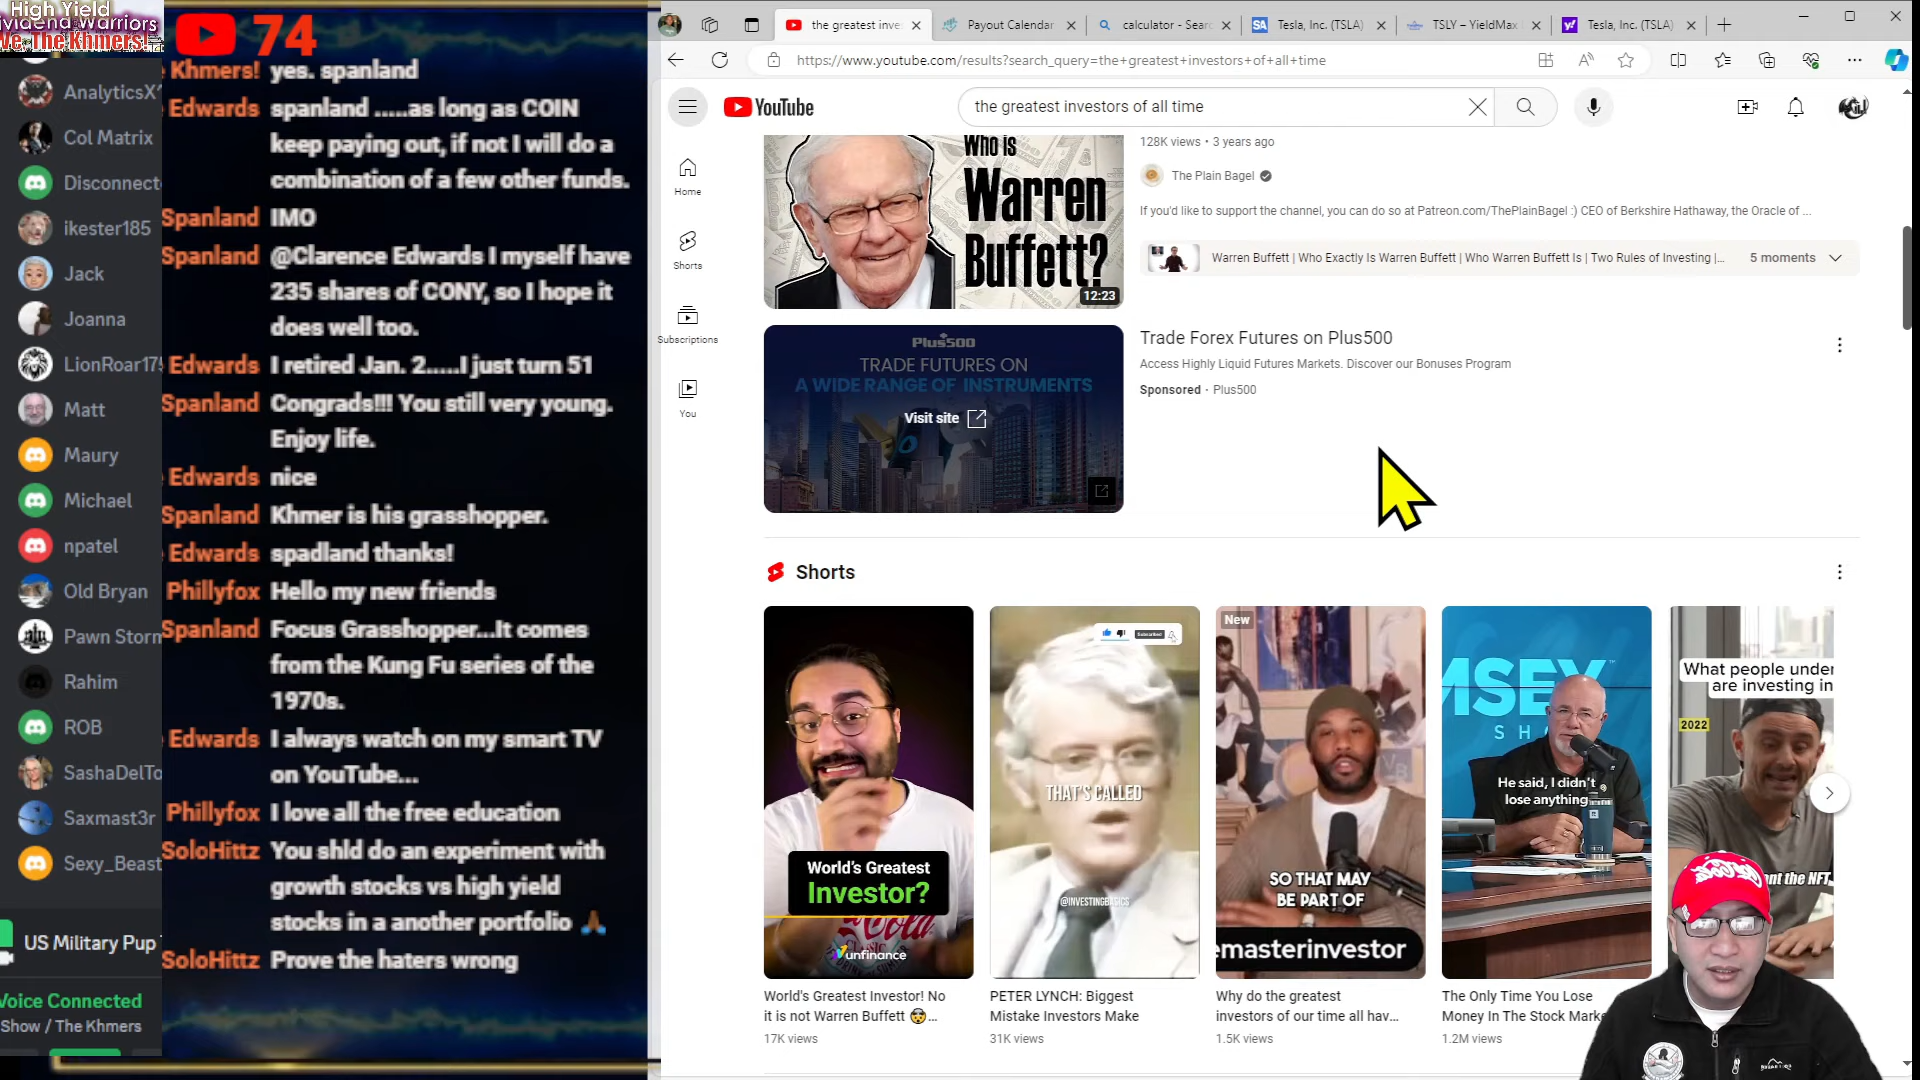 High Yield
Dividend Warriors
We The Khmers!
74
AnalyticsX
Col Matrix
Disconnect
ikester185
Jack
Joanna
LionRoar17
Matt
Maury
Michael
npatel
Old Bryan
Pawn Storm
Rahim
ROB
SashaDelTo
Saxmast3r
Sexy_Beast
US Military Pup
Voice Connected
Show / The Khmers
Khmers! yes. spanland
Edwards spanland .....as long as COIN
keep paying out, if not I will do a
combination of a few other funds.
Spanland IMO
Spanland @Clarence Edwards I myself have
235 shares of CONY, so I hope it
does well too.
Edwards I retired Jan. 2.....I just turn 51
Spanland Congrads!!! You still very young.
Enjoy life.
Edwards nice
Spanland Khmer is his grasshopper.
Edwards spadland thanks!
Phillyfox Hello my new friends
Spanland Focus Grasshopper...It comes
from the Kung Fu series of the
1970s.
Edwards I always watch on my smart TV
on YouTube...
Phillyfox I love all the free education
SoloHittz You shld do an experiment with
growth stocks vs high yield
stocks in a another portfolio 🙏🏾
SoloHittz Prove the haters wrong
the greatest inve
Payout Calendar
calculator - Searc
Tesla, Inc. (TSLA)
TSLY – YieldMax
Tesla, Inc. (TSLA)
https://www.youtube.com/results?search_query=the+greatest+investors+of+all+time
YouTube
the greatest investors of all time
Home
Shorts
Subscriptions
You
Who is
Warren
Buffett?
12:23
128K views • 3 years ago
The Plain Bagel
If you'd like to support the channel, you can do so at Patreon.com/ThePlainBagel :) CEO of Berkshire Hathaway, the Oracle of ...
Warren Buffett | Who Exactly Is Warren Buffett | Who Warren Buffett Is | Two Rules of Investing |...
5 moments
Plus500
TRADE FUTURES ON
A WIDE RANGE OF INSTRUMENTS
Visit site
Trade Forex Futures on Plus500
Access Highly Liquid Futures Markets. Discover our Bonuses Program
Sponsored · Plus500
Shorts
World's Greatest
Investor?
unfinance
World's Greatest Investor! No
it is not Warren Buffett 🤯...
17K views
Subscribed
THAT'S CALLED
@INVESTINGBASICS
PETER LYNCH: Biggest
Mistake Investors Make
31K views
New
SO THAT MAY
BE PART OF
emasterinvestor
Why do the greatest
investors of our time all hav...
1.5K views
MSEY
SH
He said, I didn't
lose anything
The Only Time You Lose
Money In The Stock Marke
1.2M views
What people under
are investing in
2022
ant the NFT